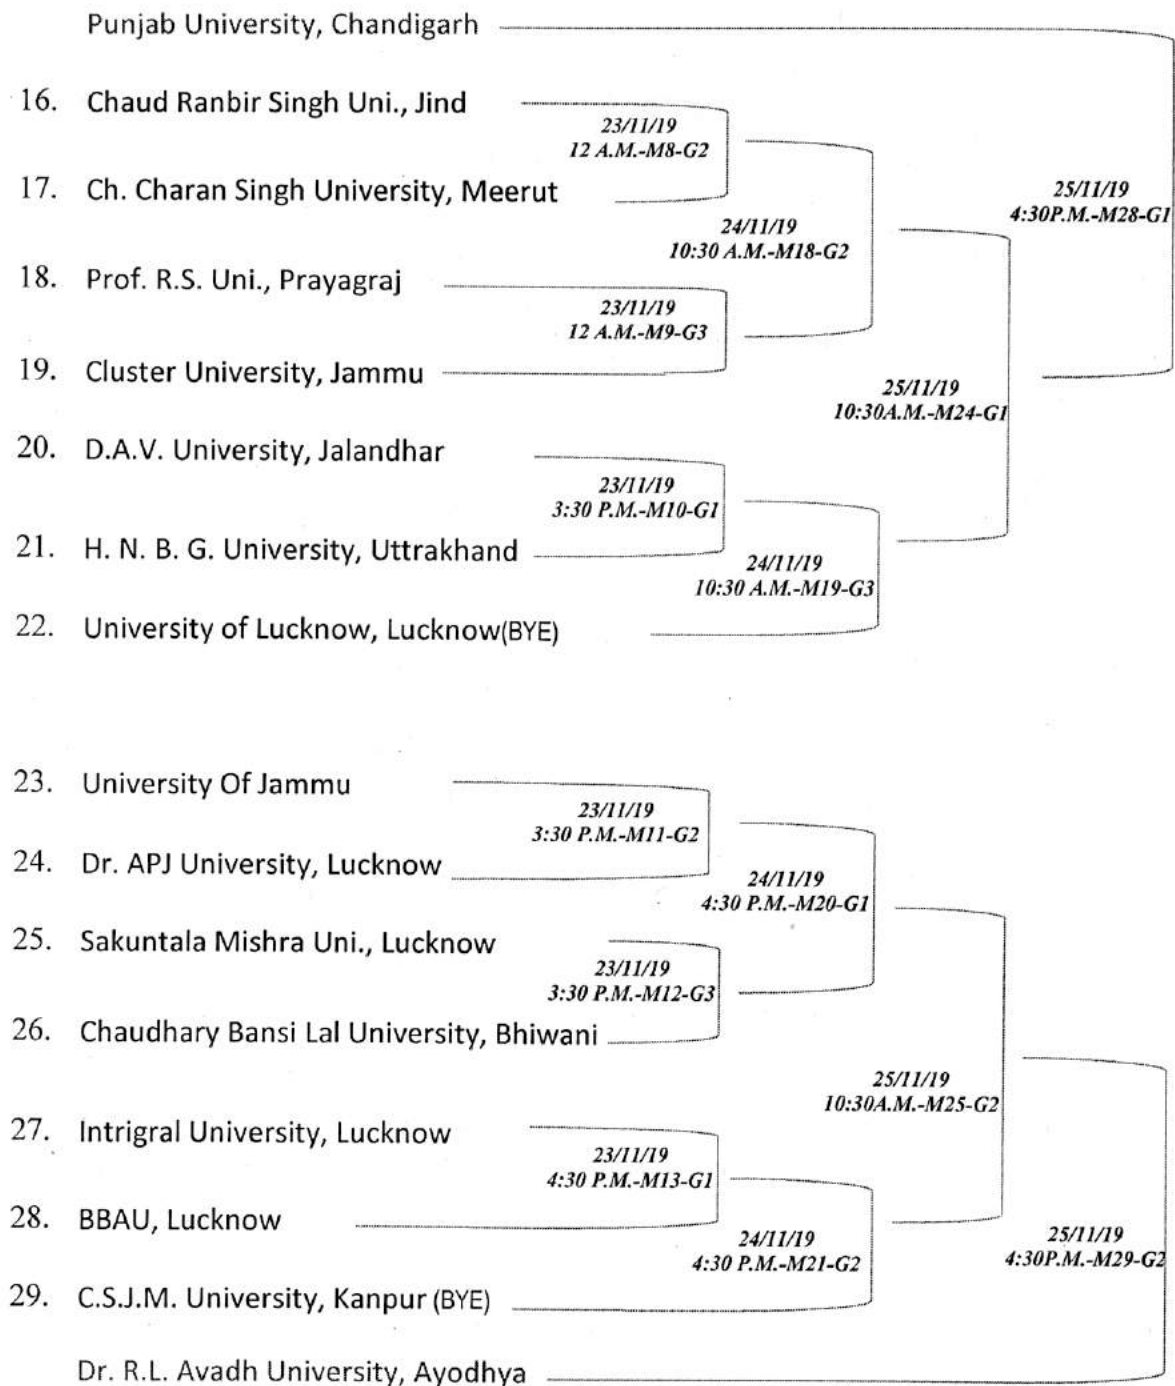 Punjab University, Chandigarh
16. Chaud Ranbir Singh Uni., Jind
23/11/19
12 A.M.-M8-G2
17. Ch. Charan Singh University, Meerut
25/11/19
4:30P.M.-M28-G1
24/11/19
10:30 A.M.-M18-G2
18. Prof. R.S. Uni., Prayagraj
23/11/19
12 A.M.-M9-G3
19. Cluster University, Jammu
25/11/19
10:30A.M.-M24-G1
20. D.A.V. University, Jalandhar
23/11/19
3:30 P.M.-M10-G1
21. H. N. B. G. University, Uttrakhand
24/11/19
10:30 A.M.-M19-G3
22. University of Lucknow, Lucknow(BYE)
23. University Of Jammu
23/11/19
3:30 P.M.-M11-G2
24. Dr. APJ University, Lucknow
24/11/19
4:30 P.M.-M20-G1
25. Sakuntala Mishra Uni., Lucknow
23/11/19
3:30 P.M.-M12-G3
26. Chaudhary Bansi Lal University, Bhiwani
25/11/19
10:30A.M.-M25-G2
27. Intrigral University, Lucknow
23/11/19
4:30 P.M.-M13-G1
28. BBAU, Lucknow
24/11/19
4:30 P.M.-M21-G2
25/11/19
4:30P.M.-M29-G2
29. C.S.J.M. University, Kanpur (BYE)
Dr. R.L. Avadh University, Ayodhya